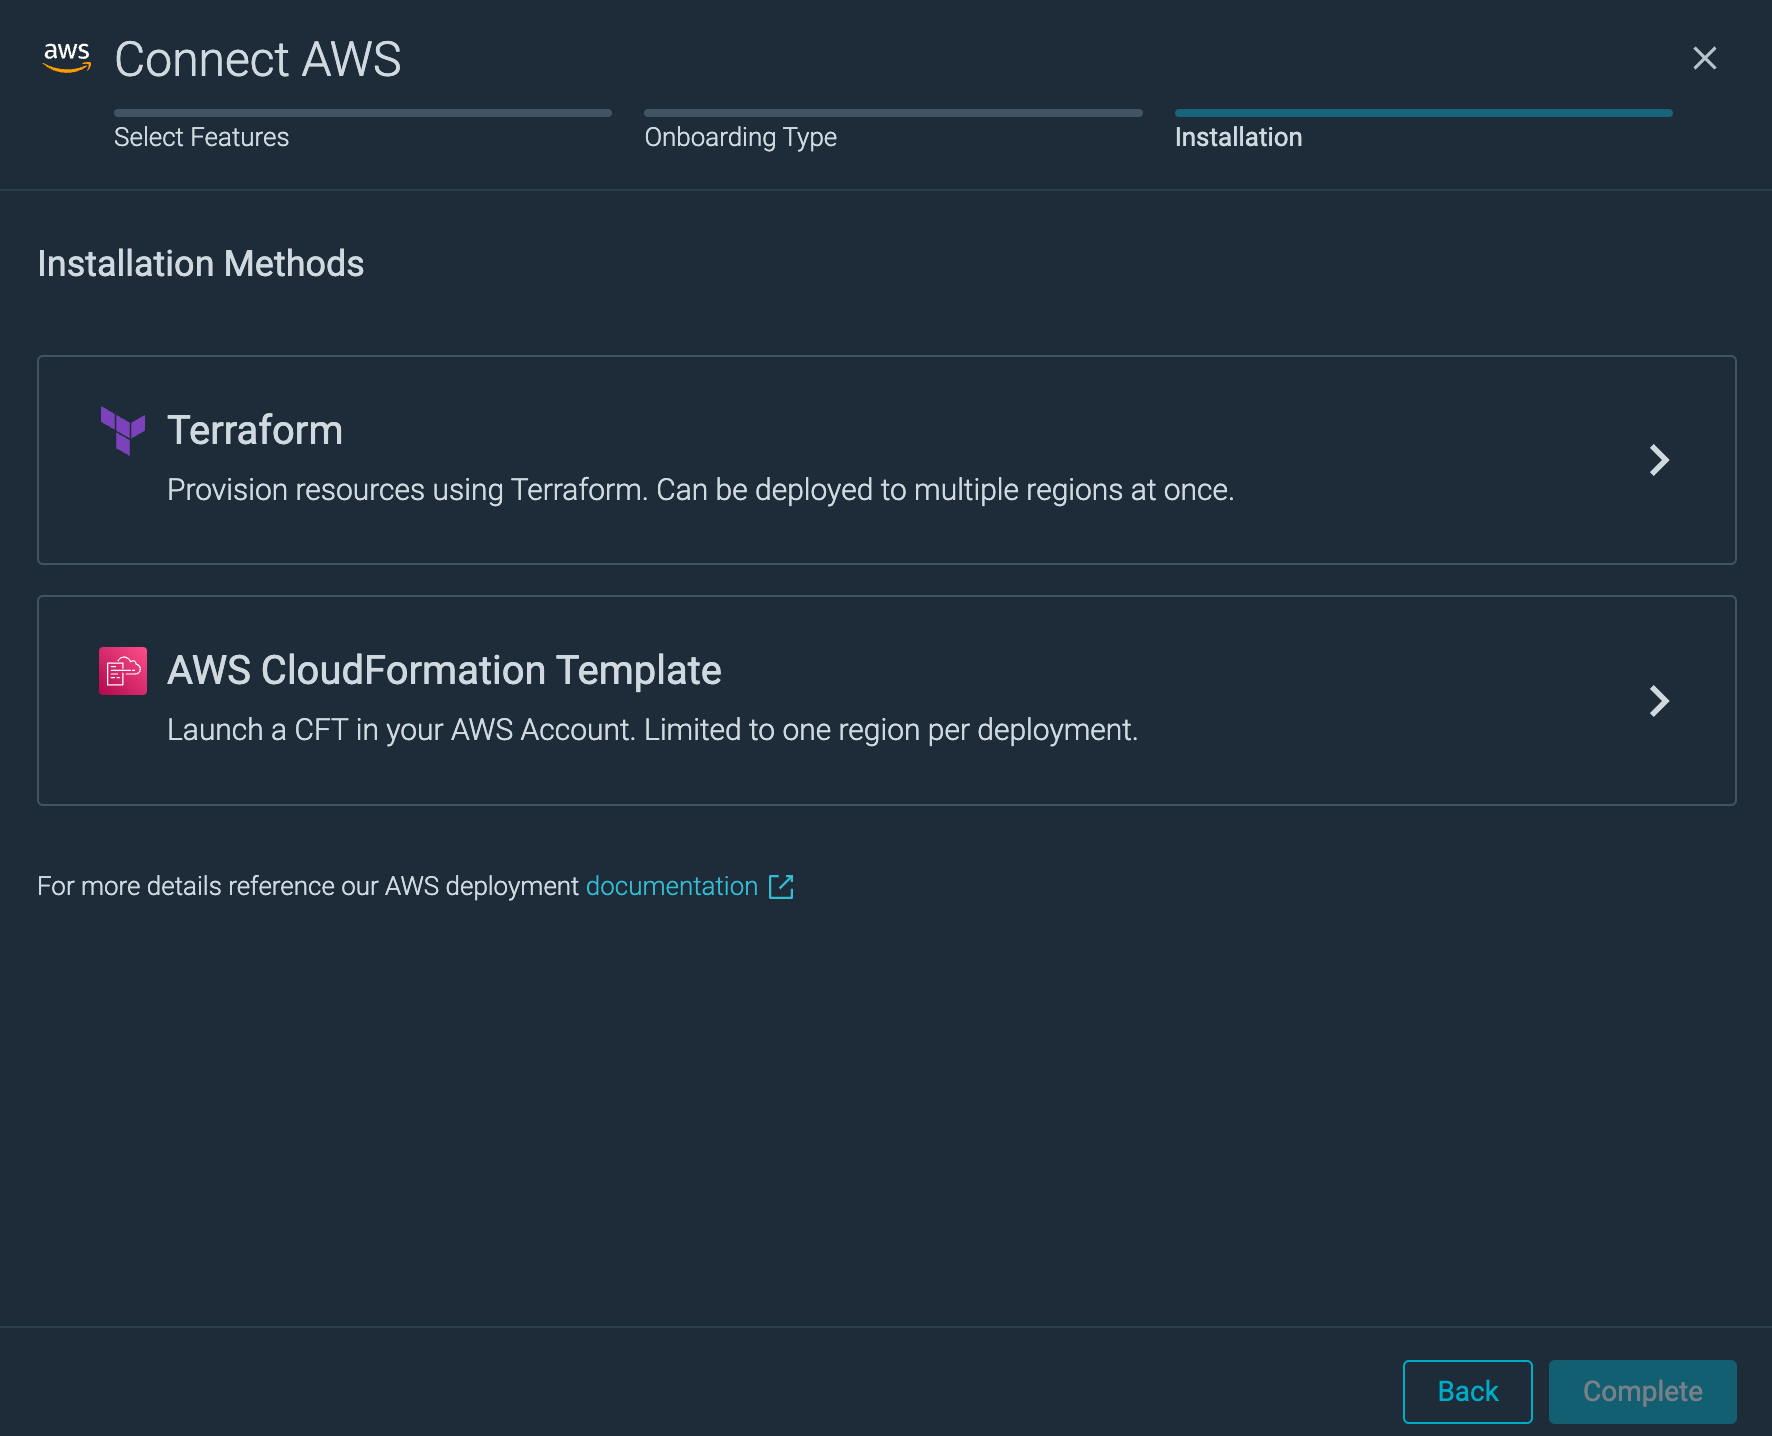 aws
Connect AWS
Select Features
Onboarding Type
Installation
Installation Methods
Terraform
Provision resources using Terraform. Can be deployed to multiple regions at once.
AWS CloudFormation Template
Launch a CFT in your AWS Account. Limited to one region per deployment.
For more details reference our AWS deployment documentation
Back
Complete